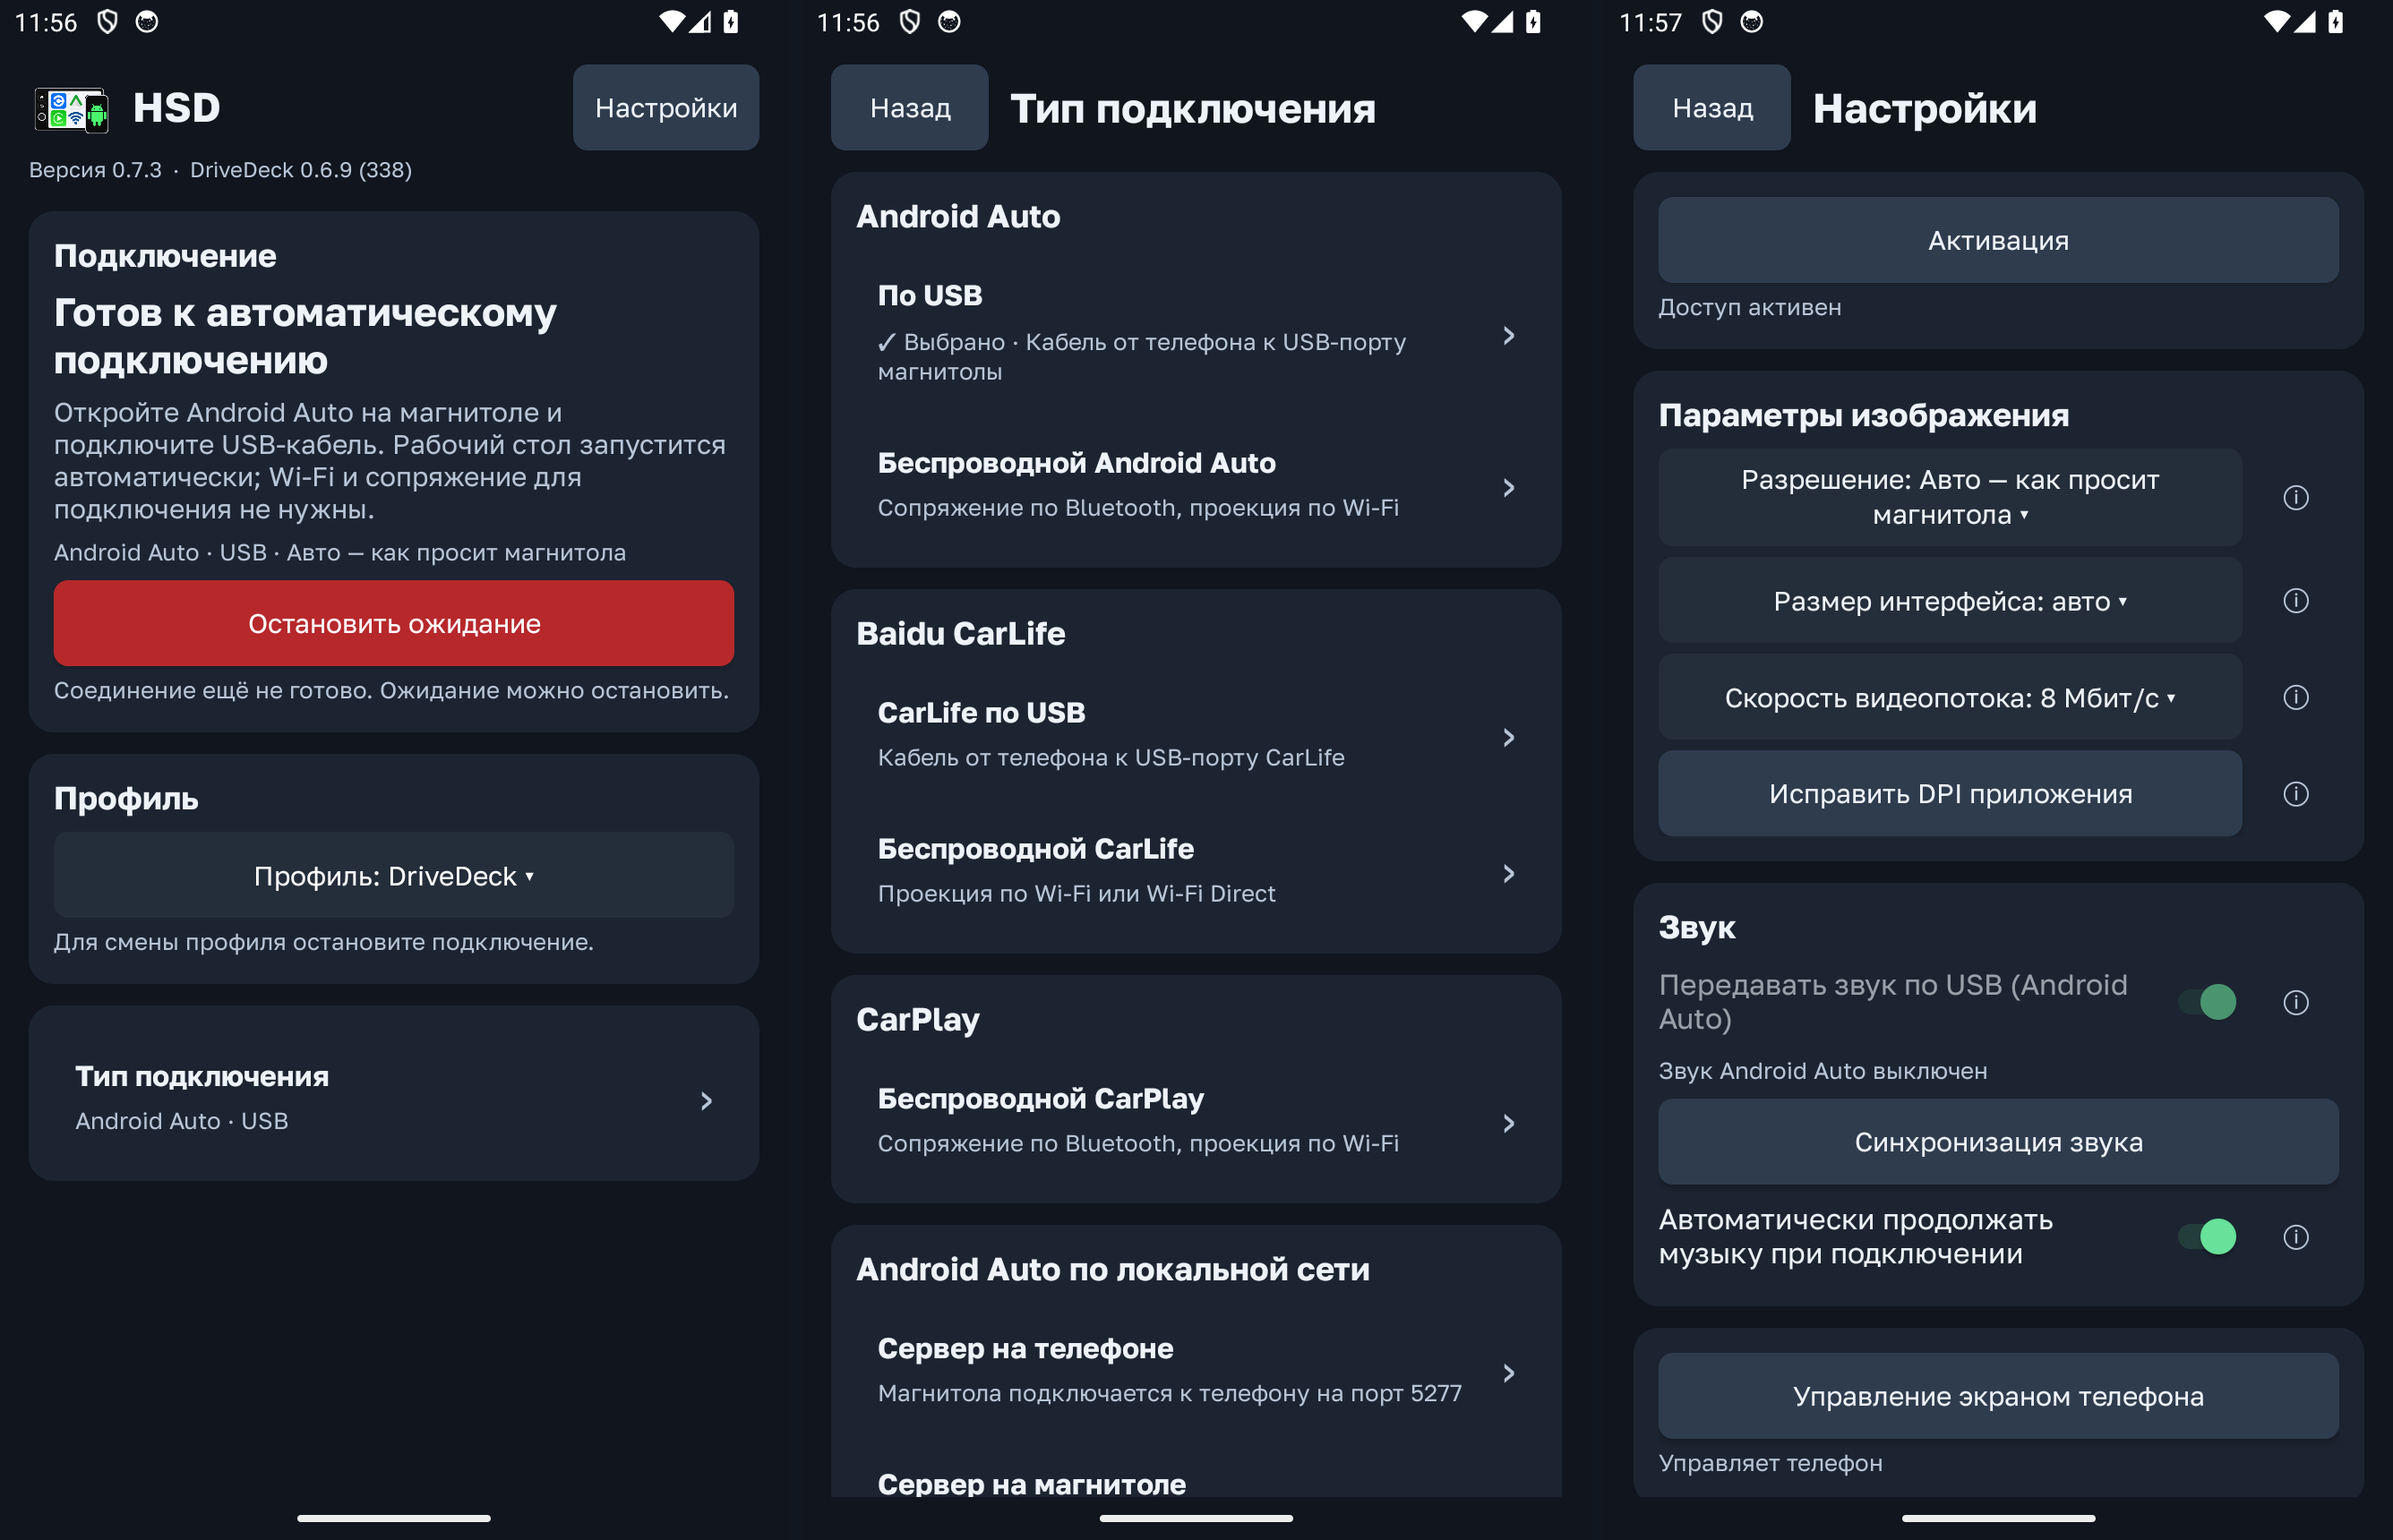 11:56
HSD
Настройки
Версия 0.7.3 · DriveDeck 0.6.9 (338)
Подключение
Готов к автоматическому
подключению
Откройте Android Auto на магнитоле и
подключите USB-кабель. Рабочий стол запустится
автоматически; Wi-Fi и сопряжение для
подключения не нужны.
Android Auto · USB · Авто — как просит магнитола
Остановить ожидание
Соединение ещё не готово. Ожидание можно остановить.
Профиль
Профиль: DriveDeck ▾
Для смены профиля остановите подключение.
Тип подключения
Android Auto · USB
11:56
Назад
Тип подключения
Android Auto
По USB
✓ Выбрано · Кабель от телефона к USB-порту
магнитолы
Беспроводной Android Auto
Сопряжение по Bluetooth, проекция по Wi-Fi
Baidu CarLife
CarLife по USB
Кабель от телефона к USB-порту CarLife
Беспроводной CarLife
Проекция по Wi-Fi или Wi-Fi Direct
CarPlay
Беспроводной CarPlay
Сопряжение по Bluetooth, проекция по Wi-Fi
Android Auto по локальной сети
Сервер на телефоне
Магнитола подключается к телефону на порт 5277
Сервер на магнитоле
11:57
Назад
Настройки
Активация
Доступ активен
Параметры изображения
Разрешение: Авто — как просит
магнитола ▾
Размер интерфейса: авто ▾
Скорость видеопотока: 8 Мбит/с ▾
Исправить DPI приложения
Звук
Передавать звук по USB (Android
Auto)
Звук Android Auto выключен
Синхронизация звука
Автоматически продолжать
музыку при подключении
Управление экраном телефона
Управляет телефон